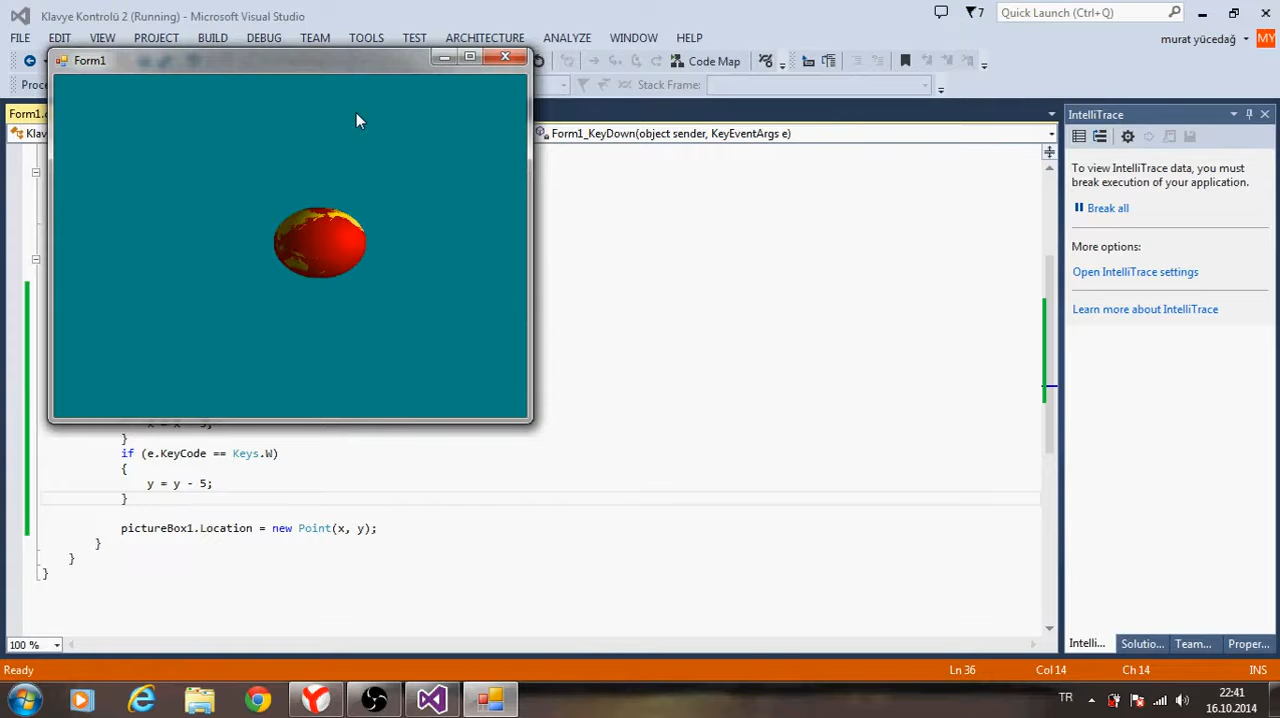 Klavye Kontrolü 2 (Running) - Microsoft Visual Studio
7
Quick Launch (Ctrl+Q)
FILE EDIT VIEW PROJECT BUILD DEBUG TEAM TOOLS TEST ARCHITECTURE ANALYZE WINDOW HELP
murat yücedağ MY
Form1
Code Map
Proce
Stack Frame:
Form1.c
Klav
Form1_KeyDown(object sender, KeyEventArgs e)
IntelliTrace
To view IntelliTrace data, you must
break execution of your application.
Break all
More options:
Open IntelliTrace settings
Learn more about IntelliTrace
}
if (e.KeyCode == Keys.W)
{
y = y - 5;
}
pictureBox1.Location = new Point(x, y);
}
}
}
100 %
Intelli... Solutio... Team... Proper...
Ready
Ln 36 Col 14 Ch 14 INS
TR
22:41
16.10.2014